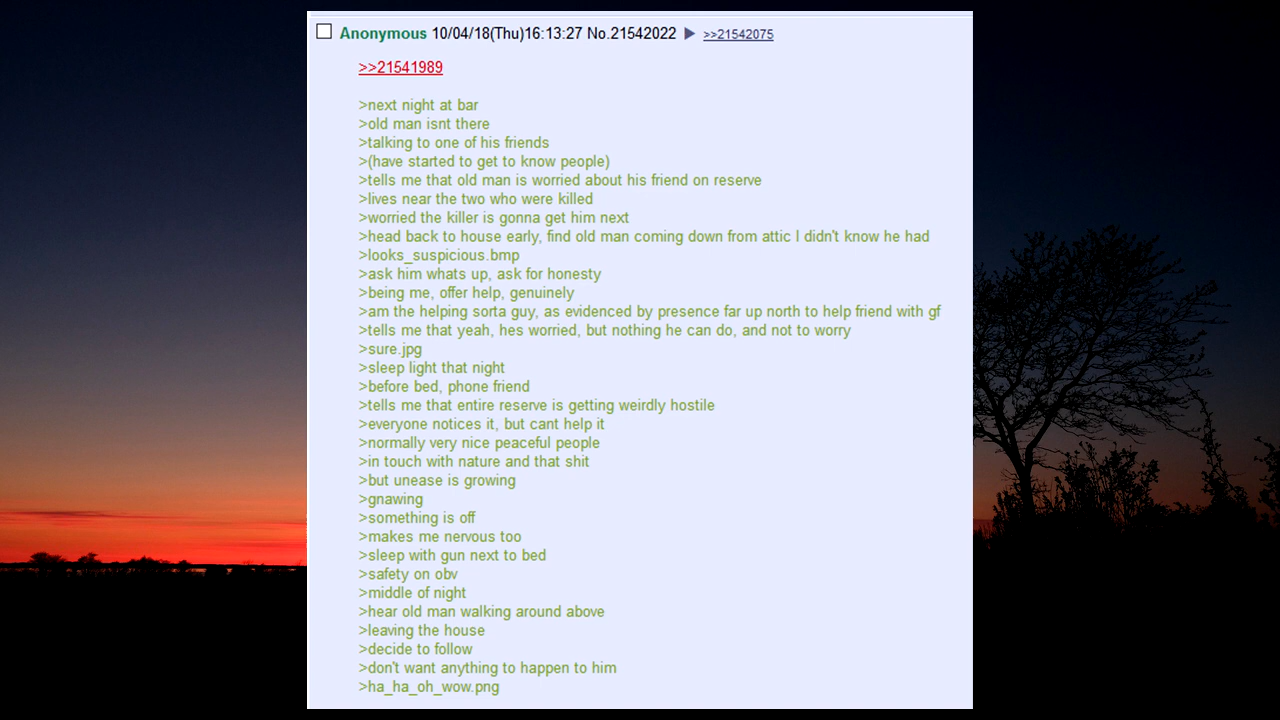 Anonymous 10/04/18(Thu)16:13:27 No.21542022 ▶ >>21542075
>>21541989
>next night at bar
>old man isnt there
>talking to one of his friends
>(have started to get to know people)
>tells me that old man is worried about his friend on reserve
>lives near the two who were killed
>worried the killer is gonna get him next
>head back to house early, find old man coming down from attic I didn't know he had
>looks_suspicious.bmp
>ask him whats up, ask for honesty
>being me, offer help, genuinely
>am the helping sorta guy, as evidenced by presence far up north to help friend with gf
>tells me that yeah, hes worried, but nothing he can do, and not to worry
>sure.jpg
>sleep light that night
>before bed, phone friend
>tells me that entire reserve is getting weirdly hostile
>everyone notices it, but cant help it
>normally very nice peaceful people
>in touch with nature and that shit
>but unease is growing
>gnawing
>something is off
>makes me nervous too
>sleep with gun next to bed
>safety on obv
>middle of night
>hear old man walking around above
>leaving the house
>decide to follow
>don't want anything to happen to him
>ha_ha_oh_wow.png